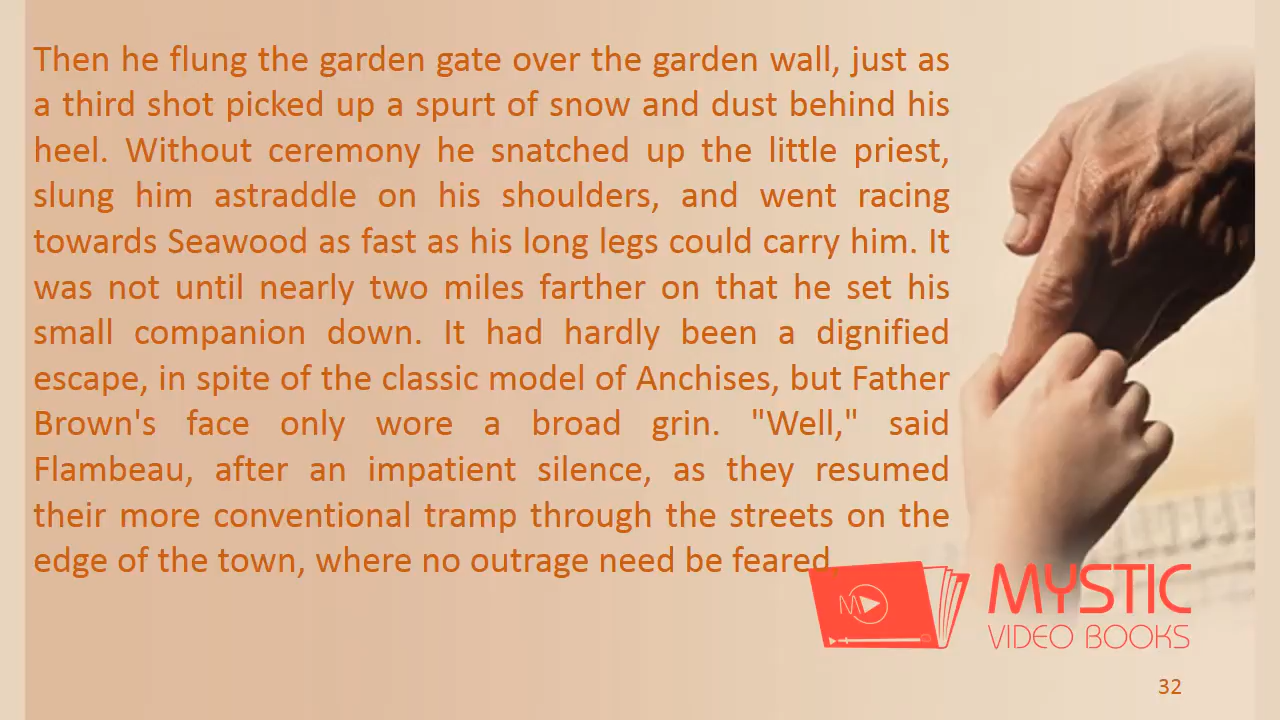 Then he flung the garden gate over the garden wall, just as
a third shot picked up a spurt of snow and dust behind his
heel. Without ceremony he snatched up the little priest,
slung him astraddle on his shoulders, and went racing
towards Seawood as fast as his long legs could carry him. It
was not until nearly two miles farther on that he set his
small companion down. It had hardly been a dignified
escape, in spite of the classic model of Anchises, but Father
Brown's face only wore a broad grin. "Well," said
Flambeau, after an impatient silence, as they resumed
their more conventional tramp through the streets on the
edge of the town, where no outrage need be feared.
M
MYSTIC
VIDEO BOOKS
32